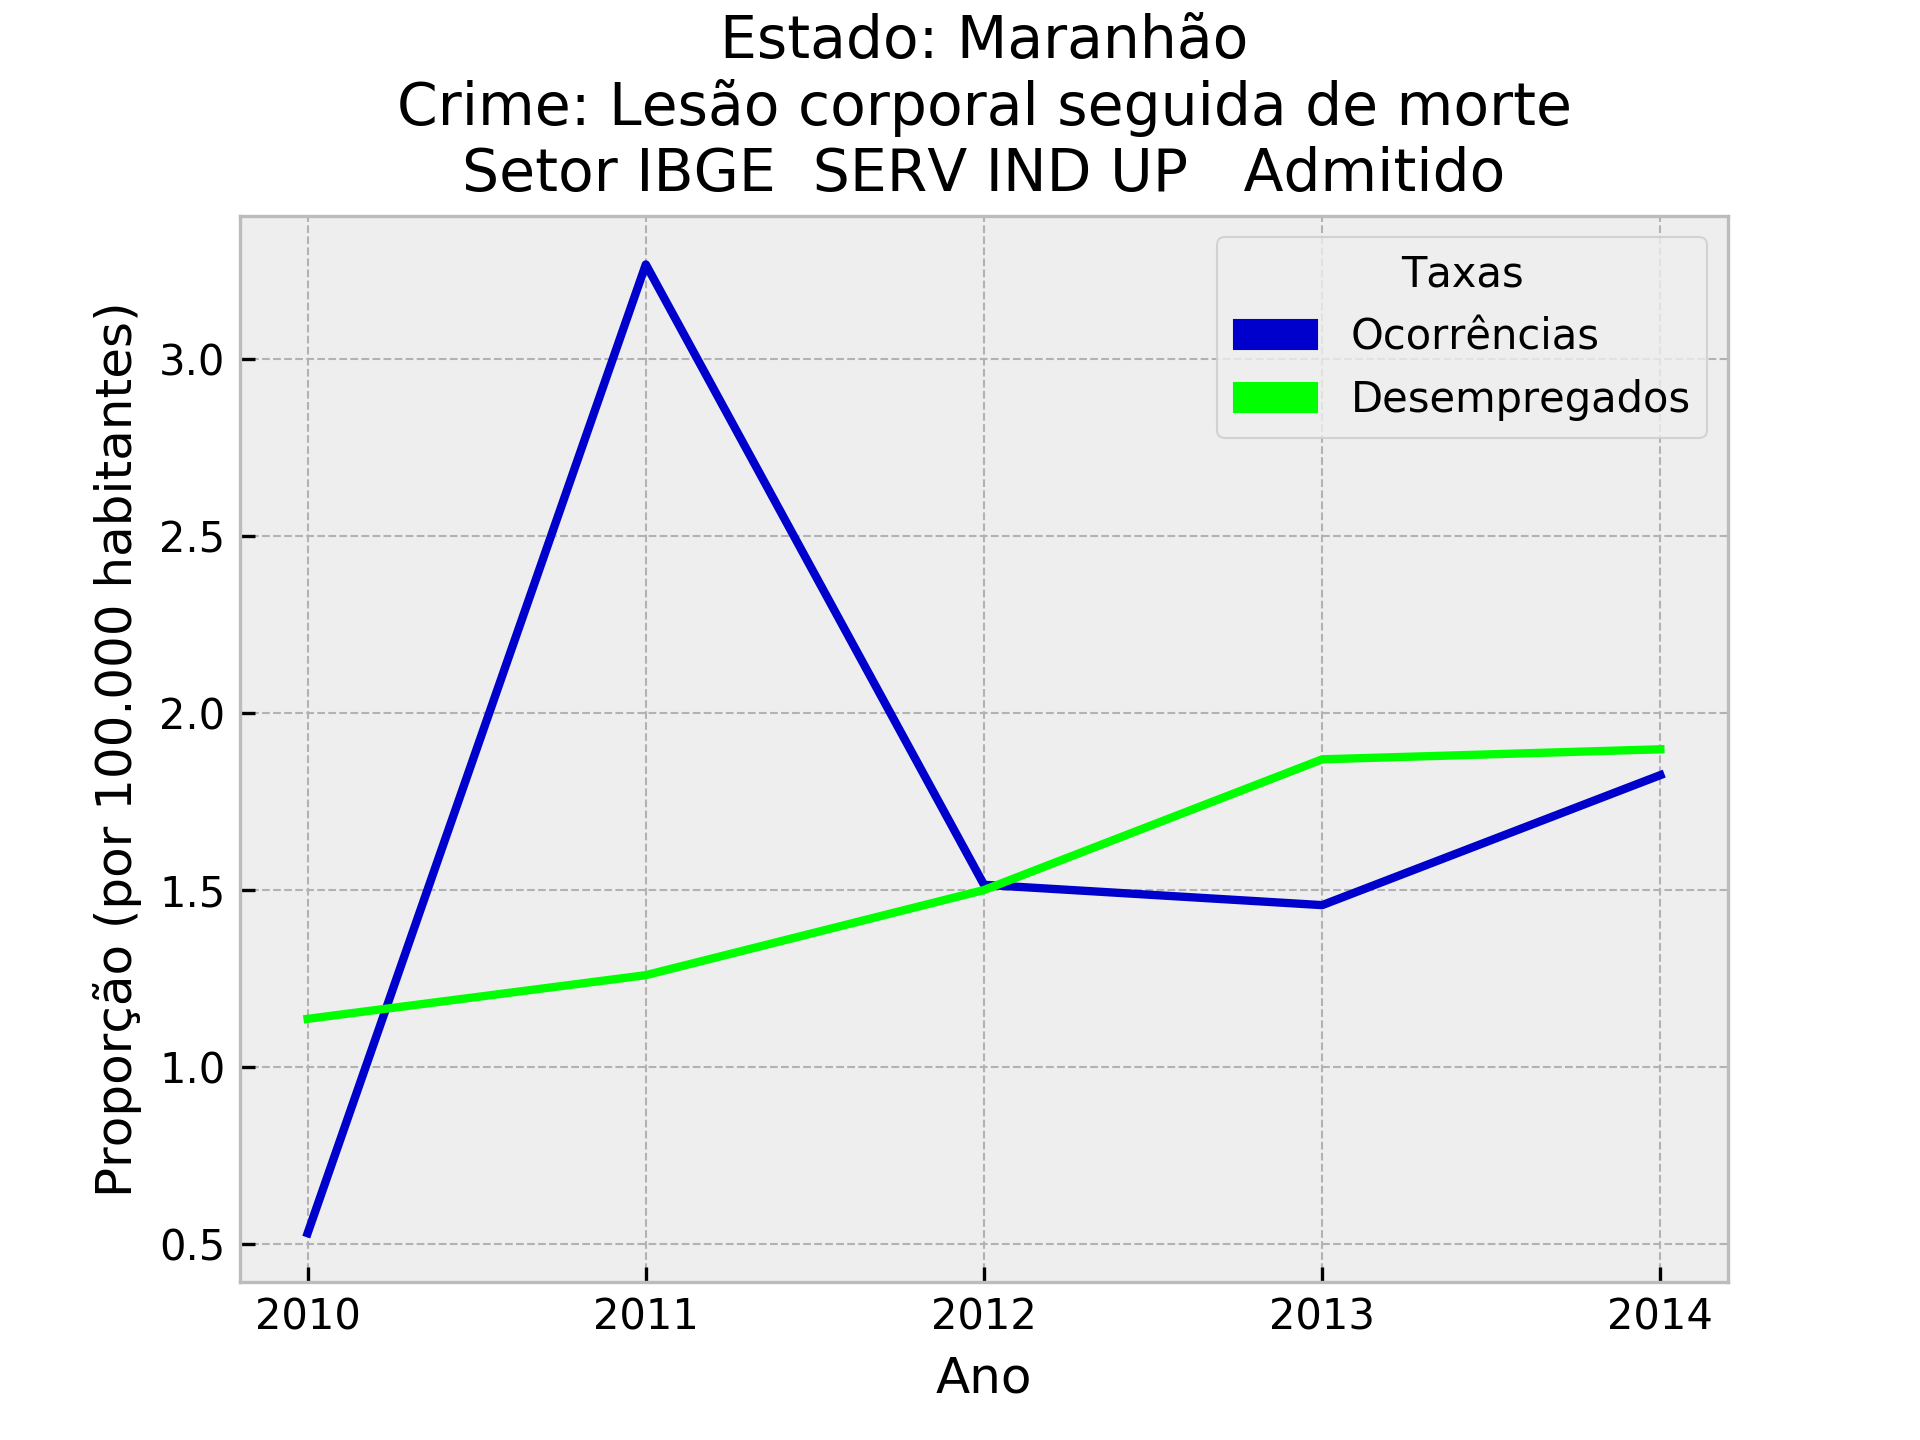 Estado: Maranhão
Crime: Lesão corporal seguida de morte
Setor IBGE  SERV IND UP   Admitido
Taxas
Ocorrências
Desempregados
Proporção (por 100.000 habitantes)
3.0
2.5
2.0
1.5
1.0
0.5
2010 2011 2012 2013 2014
Ano